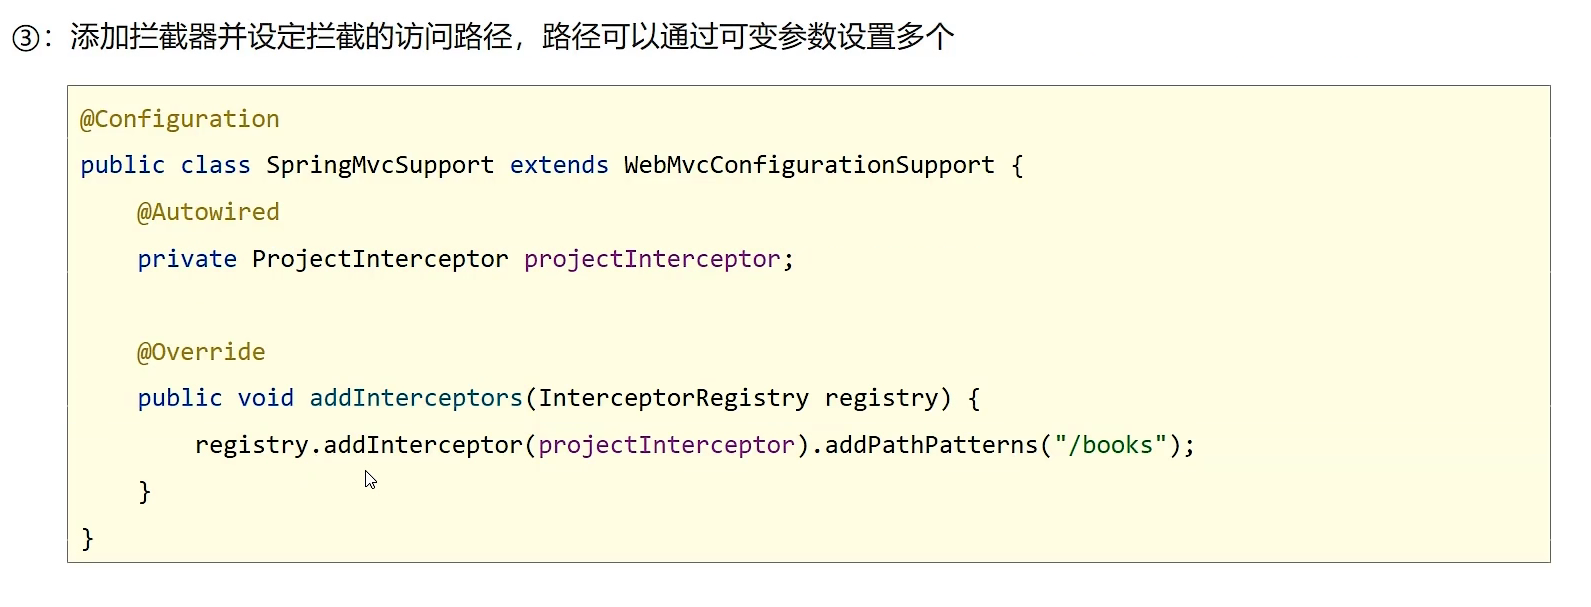 ③：添加拦截器并设定拦截的访问路径，路径可以通过可变参数设置多个
@Configuration
public class SpringMvcSupport extends WebMvcConfigurationSupport {
    @Autowired
    private ProjectInterceptor projectInterceptor;

    @Override
    public void addInterceptors(InterceptorRegistry registry) {
        registry.addInterceptor(projectInterceptor).addPathPatterns("/books");
    }
}